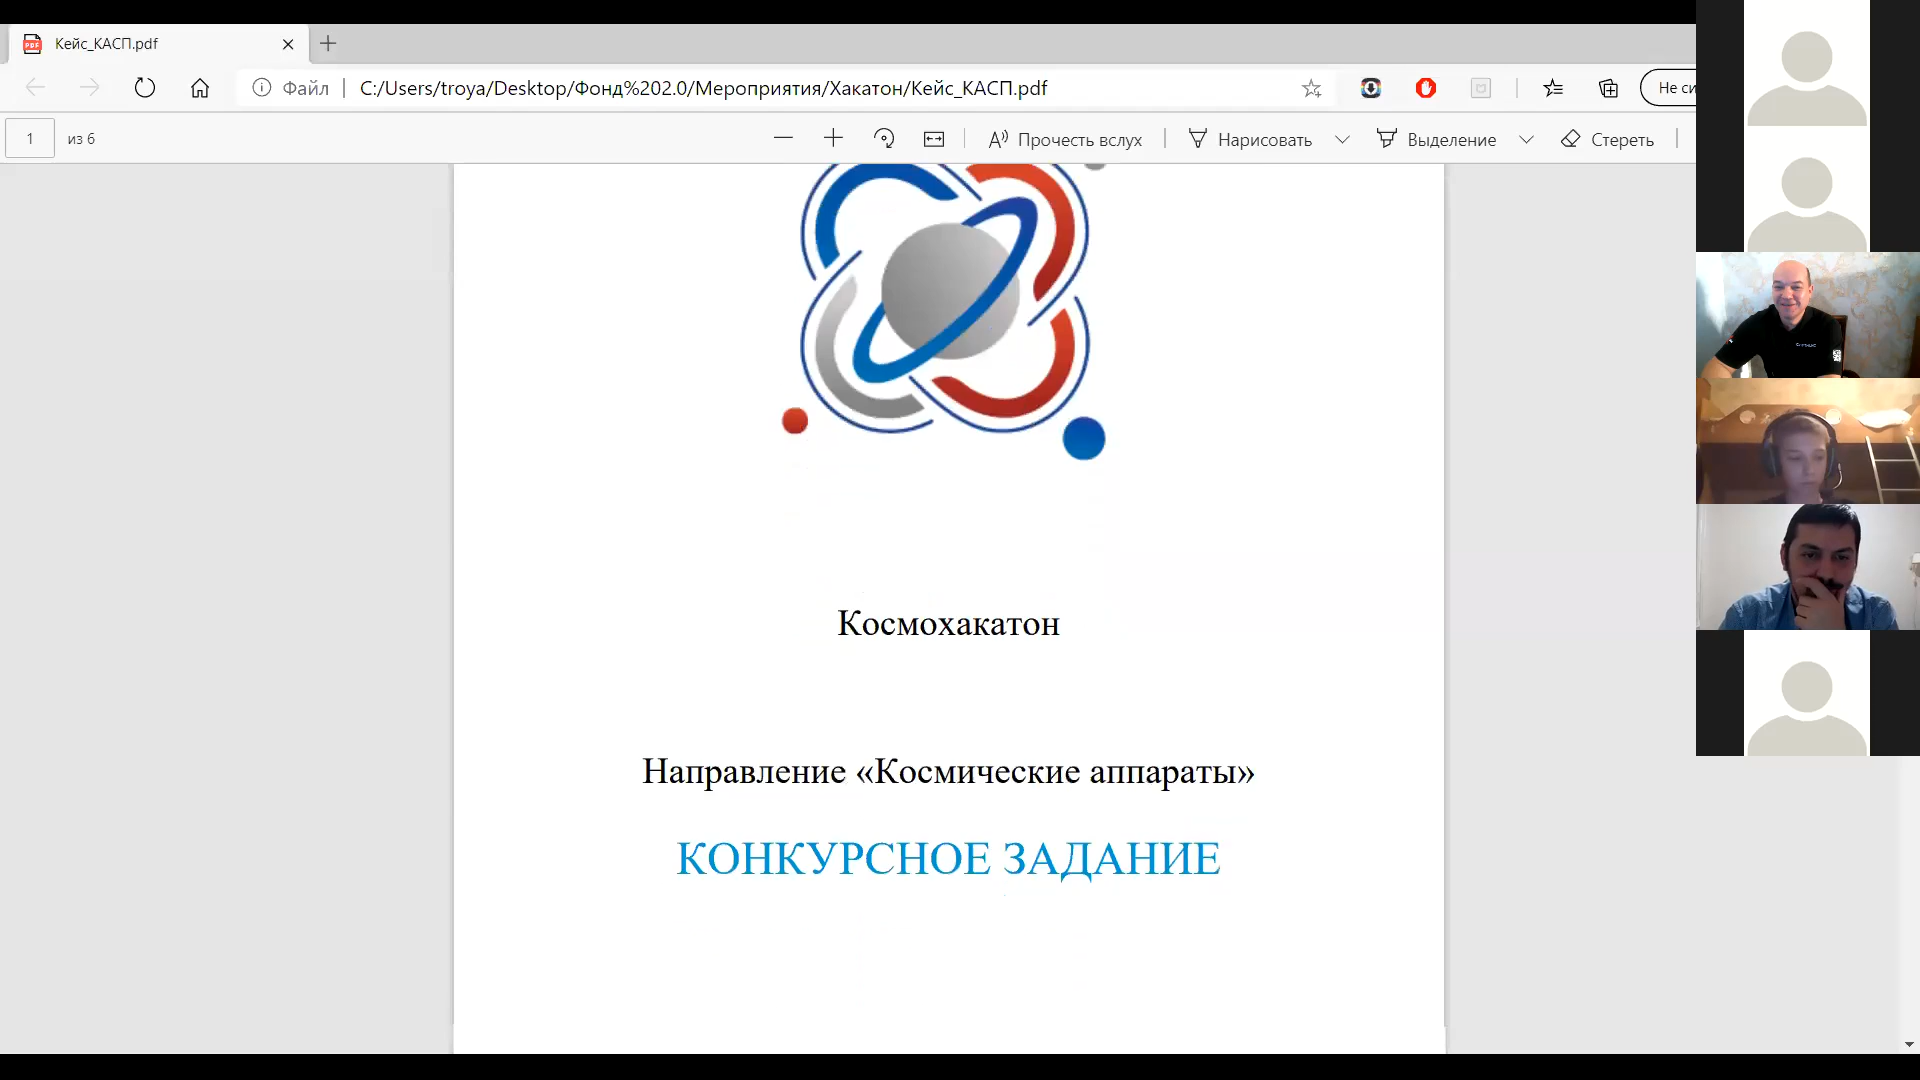 Кейс_КАСП.pdf
Файл
C:/Users/troya/Desktop/Фонд%202.0/Мероприятия/Хакатон/Кейс_КАСП.pdf
Не си
1 из 6
Прочесть вслух
Нарисовать
Выделение
Стереть
Космохакатон
Направление «Космические аппараты»
КОНКУРСНОЕ ЗАДАНИЕ